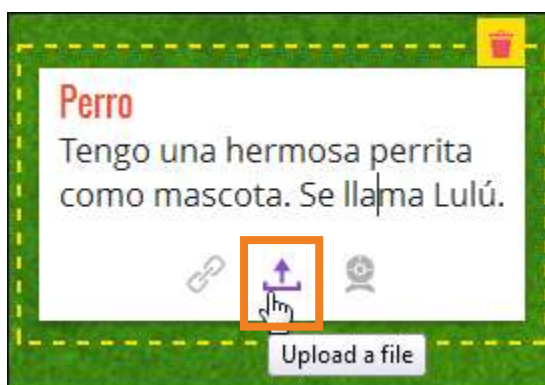 Perro
Tengo una hermosa perrita
como mascota. Se llama Lulú.
Upload a file